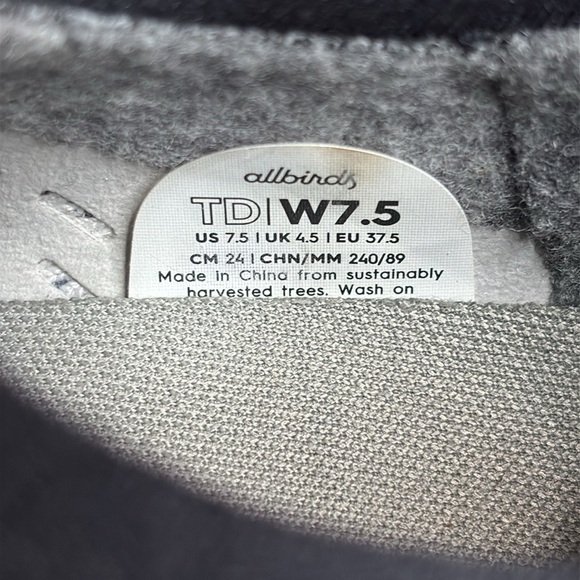 allbirds
TD|W7.5
US 7.5 | UK 4.5 | EU 37.5
CM 24 | CHN/MM 240/89
Made in China from sustainably
harvested trees. Wash on